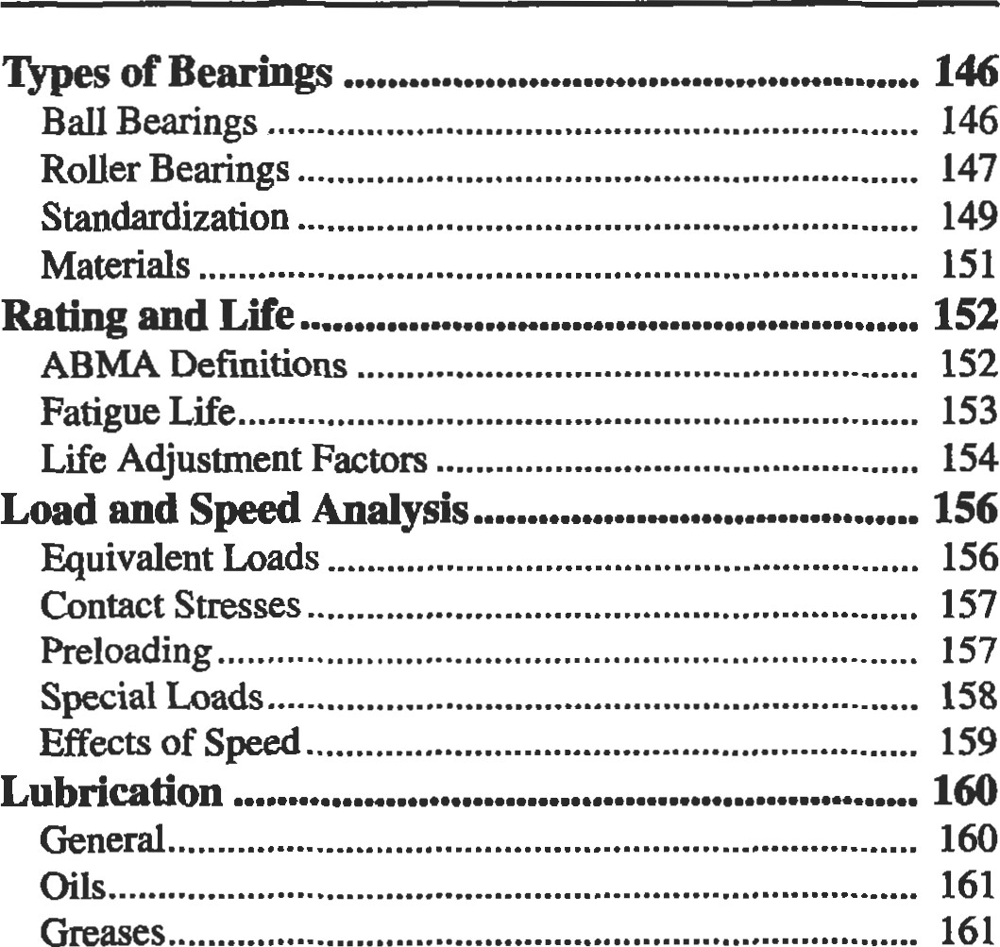 Types of Bearings ........................................................ 146
Ball Bearings ........................................................ 146
Roller Bearings ........................................................ 147
Standardization ........................................................ 149
Materials ........................................................ 151
Rating and Life ........................................................ 152
ABMA Definitions ........................................................ 152
Fatigue Life ........................................................ 153
Life Adjustment Factors ........................................................ 154
Load and Speed Analysis ........................................................ 156
Equivalent Loads ........................................................ 156
Contact Stresses ........................................................ 157
Preloading ........................................................ 157
Special Loads ........................................................ 158
Effects of Speed ........................................................ 159
Lubrication ........................................................ 160
General ........................................................ 160
Oils ........................................................ 161
Greases ........................................................ 161